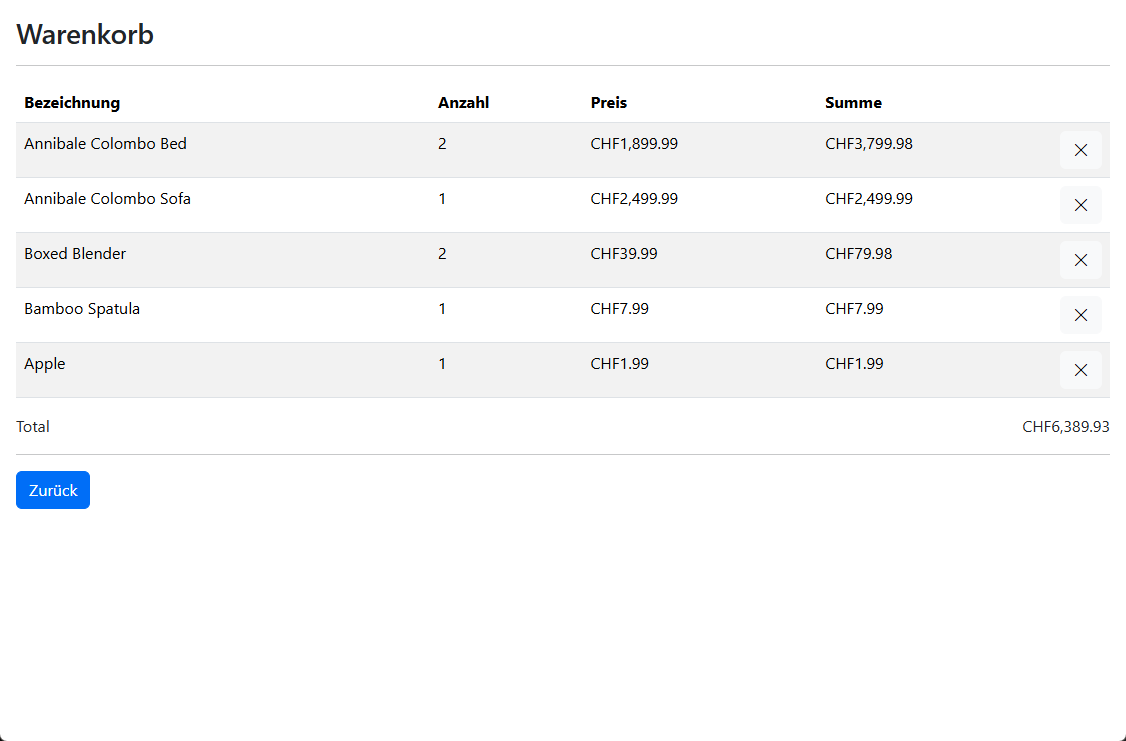 Warenkorb
Bezeichnung Anzahl Preis Summe
Annibale Colombo Bed 2 CHF1,899.99 CHF3,799.98
Annibale Colombo Sofa 1 CHF2,499.99 CHF2,499.99
Boxed Blender 2 CHF39.99 CHF79.98
Bamboo Spatula 1 CHF7.99 CHF7.99
Apple 1 CHF1.99 CHF1.99
Total CHF6,389.93
Zurück